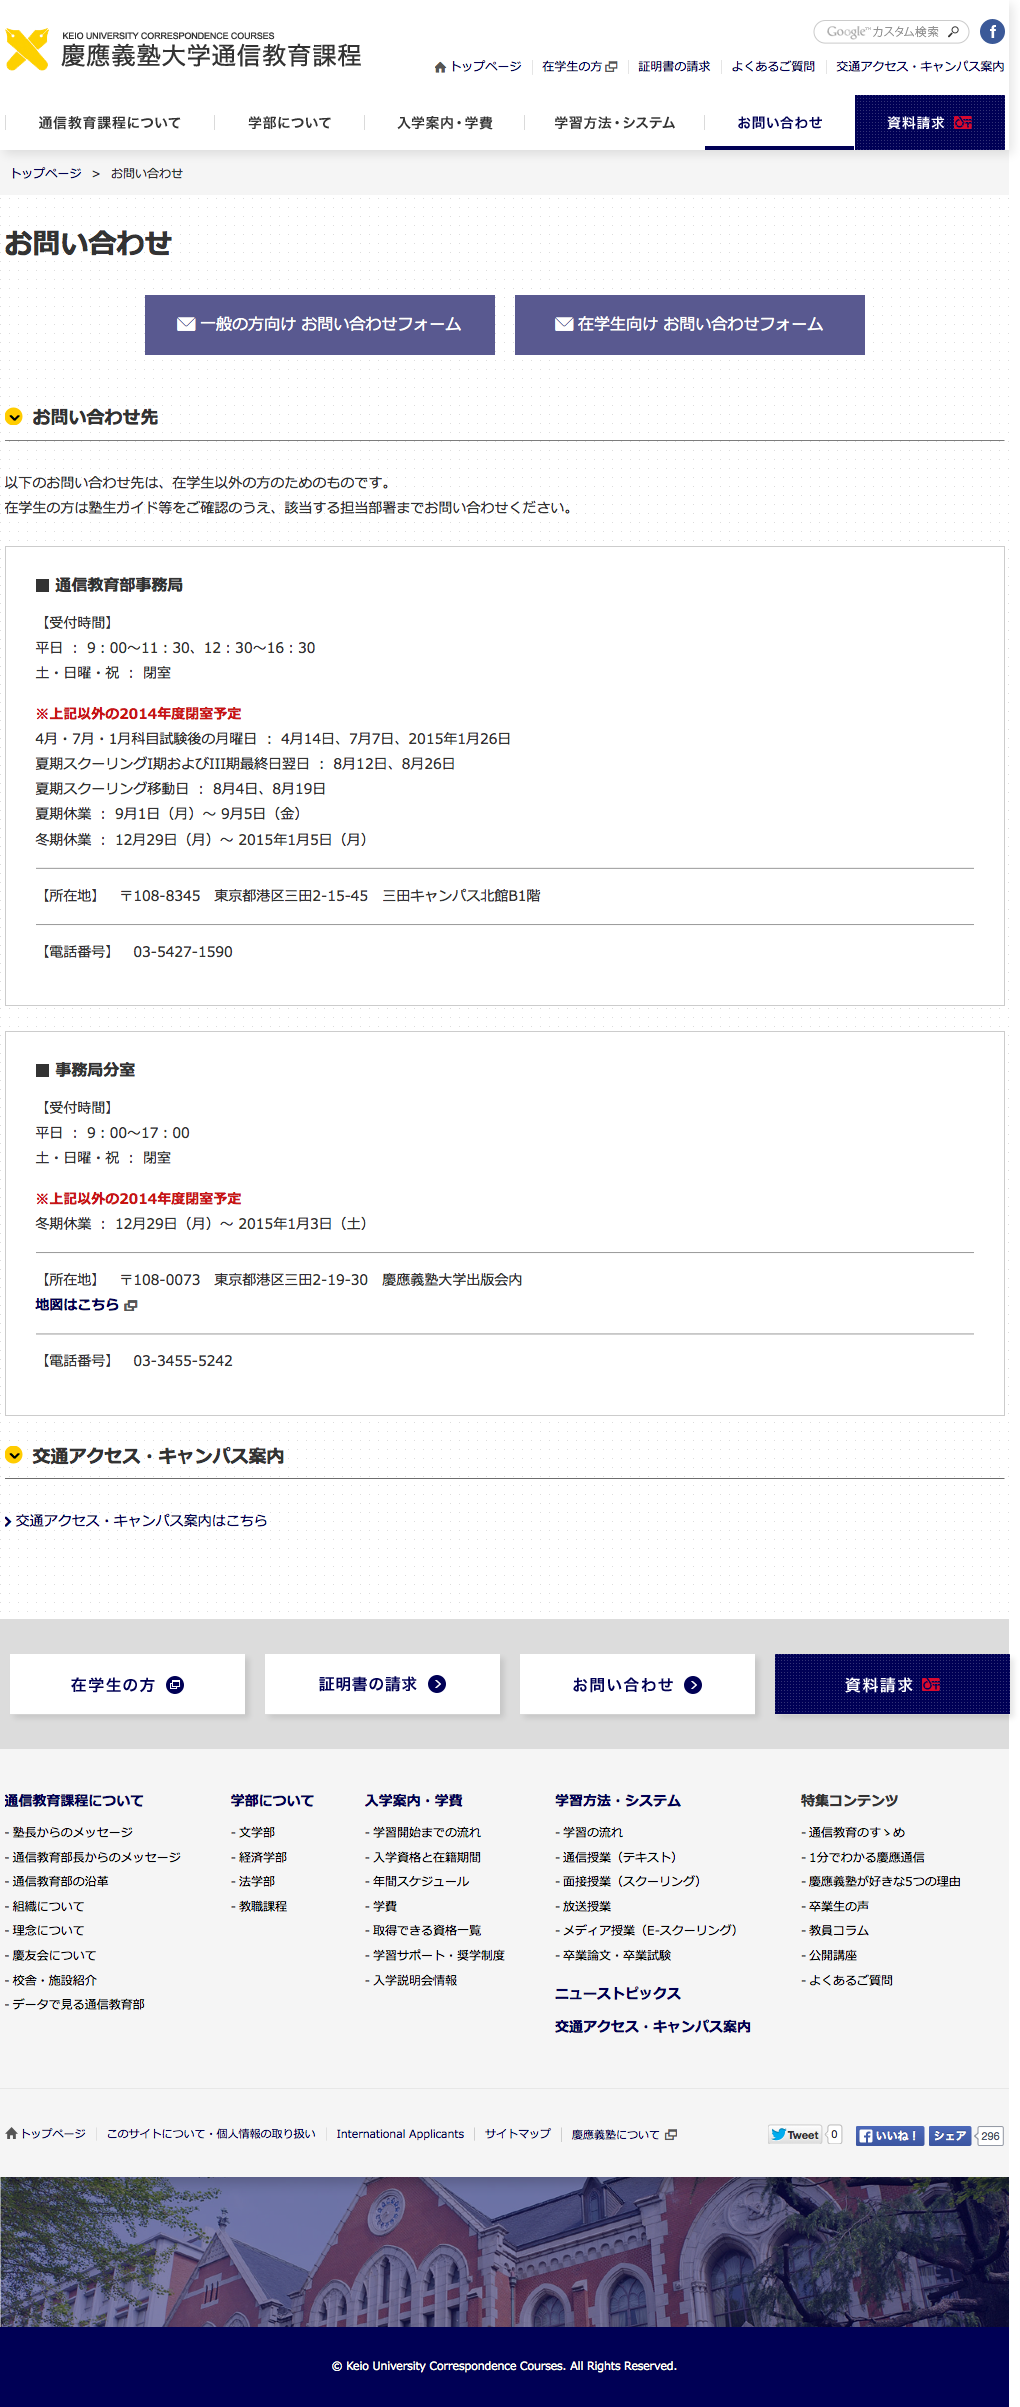 KEIO UNIVERSITY CORRESPONDENCE COURSES
慶應義塾大学通信教育課程
Google™カスタム検索
トップページ 在学生の方 証明書の請求 よくあるご質問 交通アクセス・キャンパス案内
通信教育課程について 学部について 入学案内・学費 学習方法・システム お問い合わせ 資料請求
トップページ > お問い合わせ
お問い合わせ
一般の方向け お問い合わせフォーム 在学生向け お問い合わせフォーム
お問い合わせ先
以下のお問い合わせ先は、在学生以外の方のためのものです。
在学生の方は塾生ガイド等をご確認のうえ、該当する担当部署までお問い合わせください。
■ 通信教育部事務局
【受付時間】
平日 : 9:00~11:30、12:30~16:30
土・日曜・祝 : 閉室
※上記以外の2014年度閉室予定
4月・7月・1月科目試験後の月曜日 : 4月14日、7月7日、2015年1月26日
夏期スクーリングI期およびIII期最終日翌日 : 8月12日、8月26日
夏期スクーリング移動日 : 8月4日、8月19日
夏期休業 : 9月1日(月)~ 9月5日(金)
冬期休業 : 12月29日(月)~ 2015年1月5日(月)
【所在地】 〒108-8345 東京都港区三田2-15-45 三田キャンパス北館B1階
【電話番号】 03-5427-1590
■ 事務局分室
【受付時間】
平日 : 9:00~17:00
土・日曜・祝 : 閉室
※上記以外の2014年度閉室予定
冬期休業 : 12月29日(月)~ 2015年1月3日(土)
【所在地】 〒108-0073 東京都港区三田2-19-30 慶應義塾大学出版会内
地図はこちら
【電話番号】 03-3455-5242
交通アクセス・キャンパス案内
交通アクセス・キャンパス案内はこちら
在学生の方 証明書の請求 お問い合わせ 資料請求
通信教育課程について
- 塾長からのメッセージ
- 通信教育部長からのメッセージ
- 通信教育部の沿革
- 組織について
- 理念について
- 慶友会について
- 校舎・施設紹介
- データで見る通信教育部
学部について
- 文学部
- 経済学部
- 法学部
- 教職課程
入学案内・学費
- 学習開始までの流れ
- 入学資格と在籍期間
- 年間スケジュール
- 学費
- 取得できる資格一覧
- 学習サポート・奨学制度
- 入学説明会情報
学習方法・システム
- 学習の流れ
- 通信授業(テキスト)
- 面接授業(スクーリング)
- 放送授業
- メディア授業(E-スクーリング)
- 卒業論文・卒業試験
ニューストピックス
交通アクセス・キャンパス案内
特集コンテンツ
- 通信教育のすゝめ
- 1分でわかる慶應通信
- 慶應義塾が好きな5つの理由
- 卒業生の声
- 教員コラム
- 公開講座
- よくあるご質問
トップページ このサイトについて・個人情報の取り扱い International Applicants サイトマップ 慶應義塾について Tweet 0 いいね! シェア 296
© Keio University Correspondence Courses. All Rights Reserved.